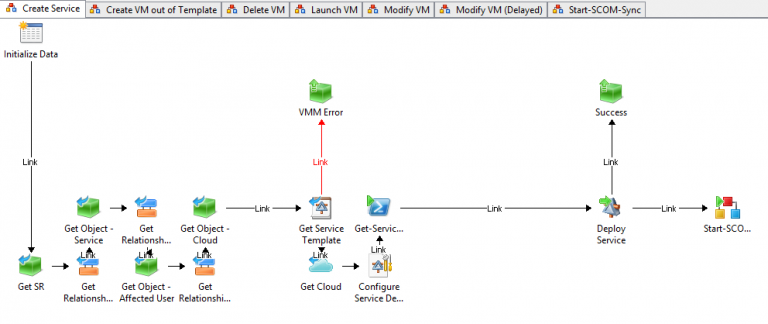 Create Service
Create VM out of Template
Delete VM
Launch VM
Modify VM
Modify VM (Delayed)
Start-SCOM-Sync
Initialize Data
VMM Error
Success
Link
Link
Link
Get Object -
Service
Get
Relationsh...
Get Object -
Cloud
Link
Get Service
Template
Get-Servic...
Link
Deploy
Service
Link
Start-SCO...
Link
Link
Link
Link
Link
Get SR
Get
Relationsh...
Get Object -
Affected User
Get
Relationshi...
Get Cloud
Configure
Service De...